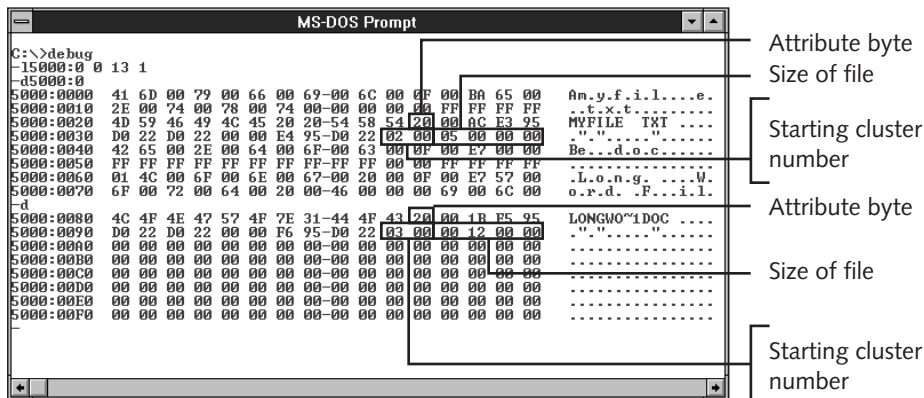 MS-DOS Prompt
C:\>debug
-l5000:0 0 13 1
-d5000:0
5000:0000 41 6D 00 79 00 66 00 69-00 6C 00 0F 00 BA 65 00 Am.y.f.i.l....e.
5000:0010 2E 00 74 00 78 00 74 00-00 00 00 00 FF FF FF FF ..t.x.t.........
5000:0020 4D 59 46 49 4C 45 20 20-54 58 54 20 00 AC E3 95 MYFILE TXT ....
5000:0030 D0 22 D0 22 00 00 E4 95-D0 22 02 00 05 00 00 00 ."."....."......
5000:0040 42 65 00 2E 00 64 00 6F-00 63 00 0F 00 E7 00 00 Be...d.o.c......
5000:0050 FF FF FF FF FF FF FF FF-FF FF 00 00 FF FF FF FF ................
5000:0060 01 4C 00 6F 00 6E 00 67-00 20 00 0F 00 E7 57 00 .L.o.n.g. ....W.
5000:0070 6F 00 72 00 64 00 20 00-46 00 00 00 69 00 6C 00 o.r.d. .F...i.l.
-d
5000:0080 4C 4F 4E 47 57 4F 7E 31-44 4F 43 20 00 1B F5 95 LONGWO~1DOC ....
5000:0090 D0 22 D0 22 00 00 F6 95-D0 22 03 00 00 12 00 00 ."."....."......
5000:00A0 00 00 00 00 00 00 00 00-00 00 00 00 00 00 00 00 ................
5000:00B0 00 00 00 00 00 00 00 00-00 00 00 00 00 00 00 00 ................
5000:00C0 00 00 00 00 00 00 00 00-00 00 00 00 00 00 00 00 ................
5000:00D0 00 00 00 00 00 00 00 00-00 00 00 00 00 00 00 00 ................
5000:00E0 00 00 00 00 00 00 00 00-00 00 00 00 00 00 00 00 ................
5000:00F0 00 00 00 00 00 00 00 00-00 00 00 00 00 00 00 00 ................
-
Attribute byte
Size of file
Starting cluster
number
Attribute byte
Size of file
Starting cluster
number